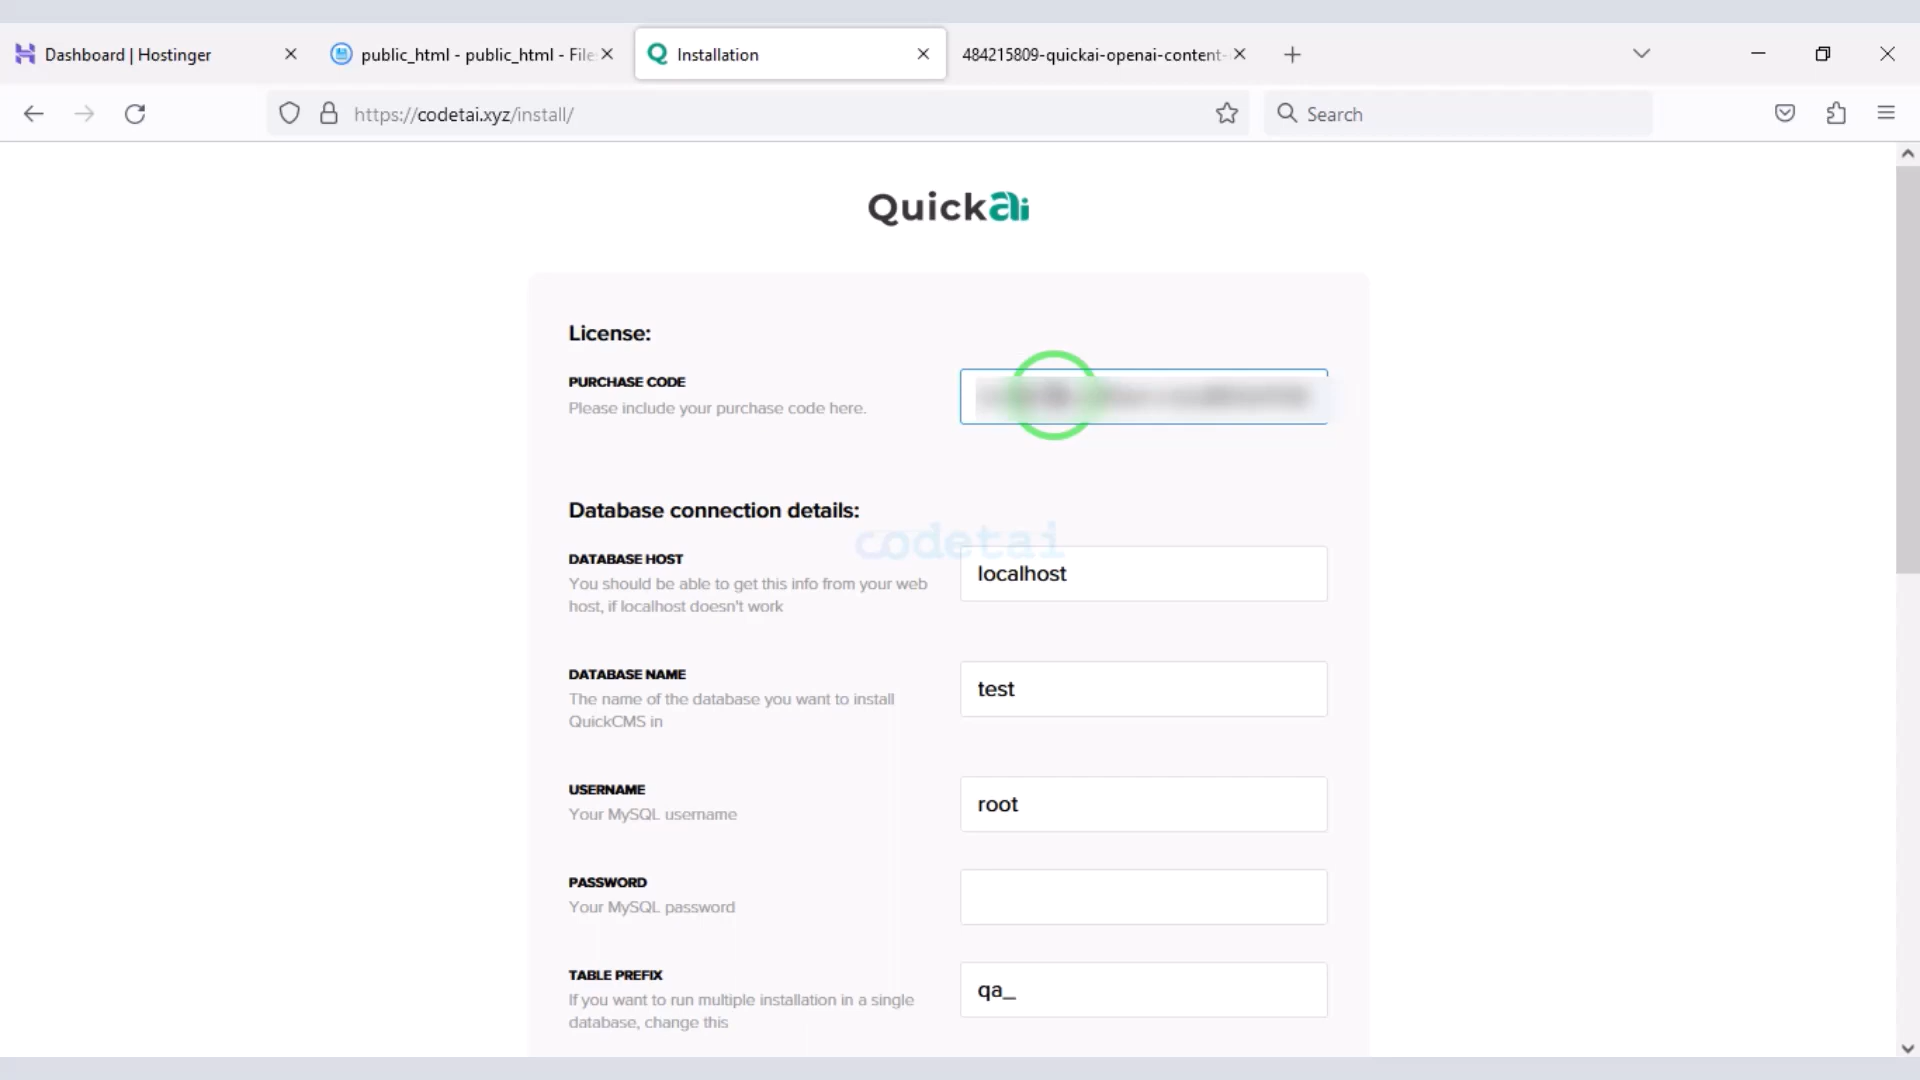 Dashboard | Hostinger
public_html - public_html - File
Installation
484215809-quickai-openai-content-
https://codetai.xyz/install/
Search
QuickAi
License:
PURCHASE CODE
Please include your purchase code here.
Database connection details:
codetai
DATABASE HOST
You should be able to get this info from your web
host, if localhost doesn't work
localhost
DATABASE NAME
The name of the database you want to install
QuickCMS in
test
USERNAME
Your MySQL username
root
PASSWORD
Your MySQL password
TABLE PREFIX
If you want to run multiple installation in a single
database, change this
qa_